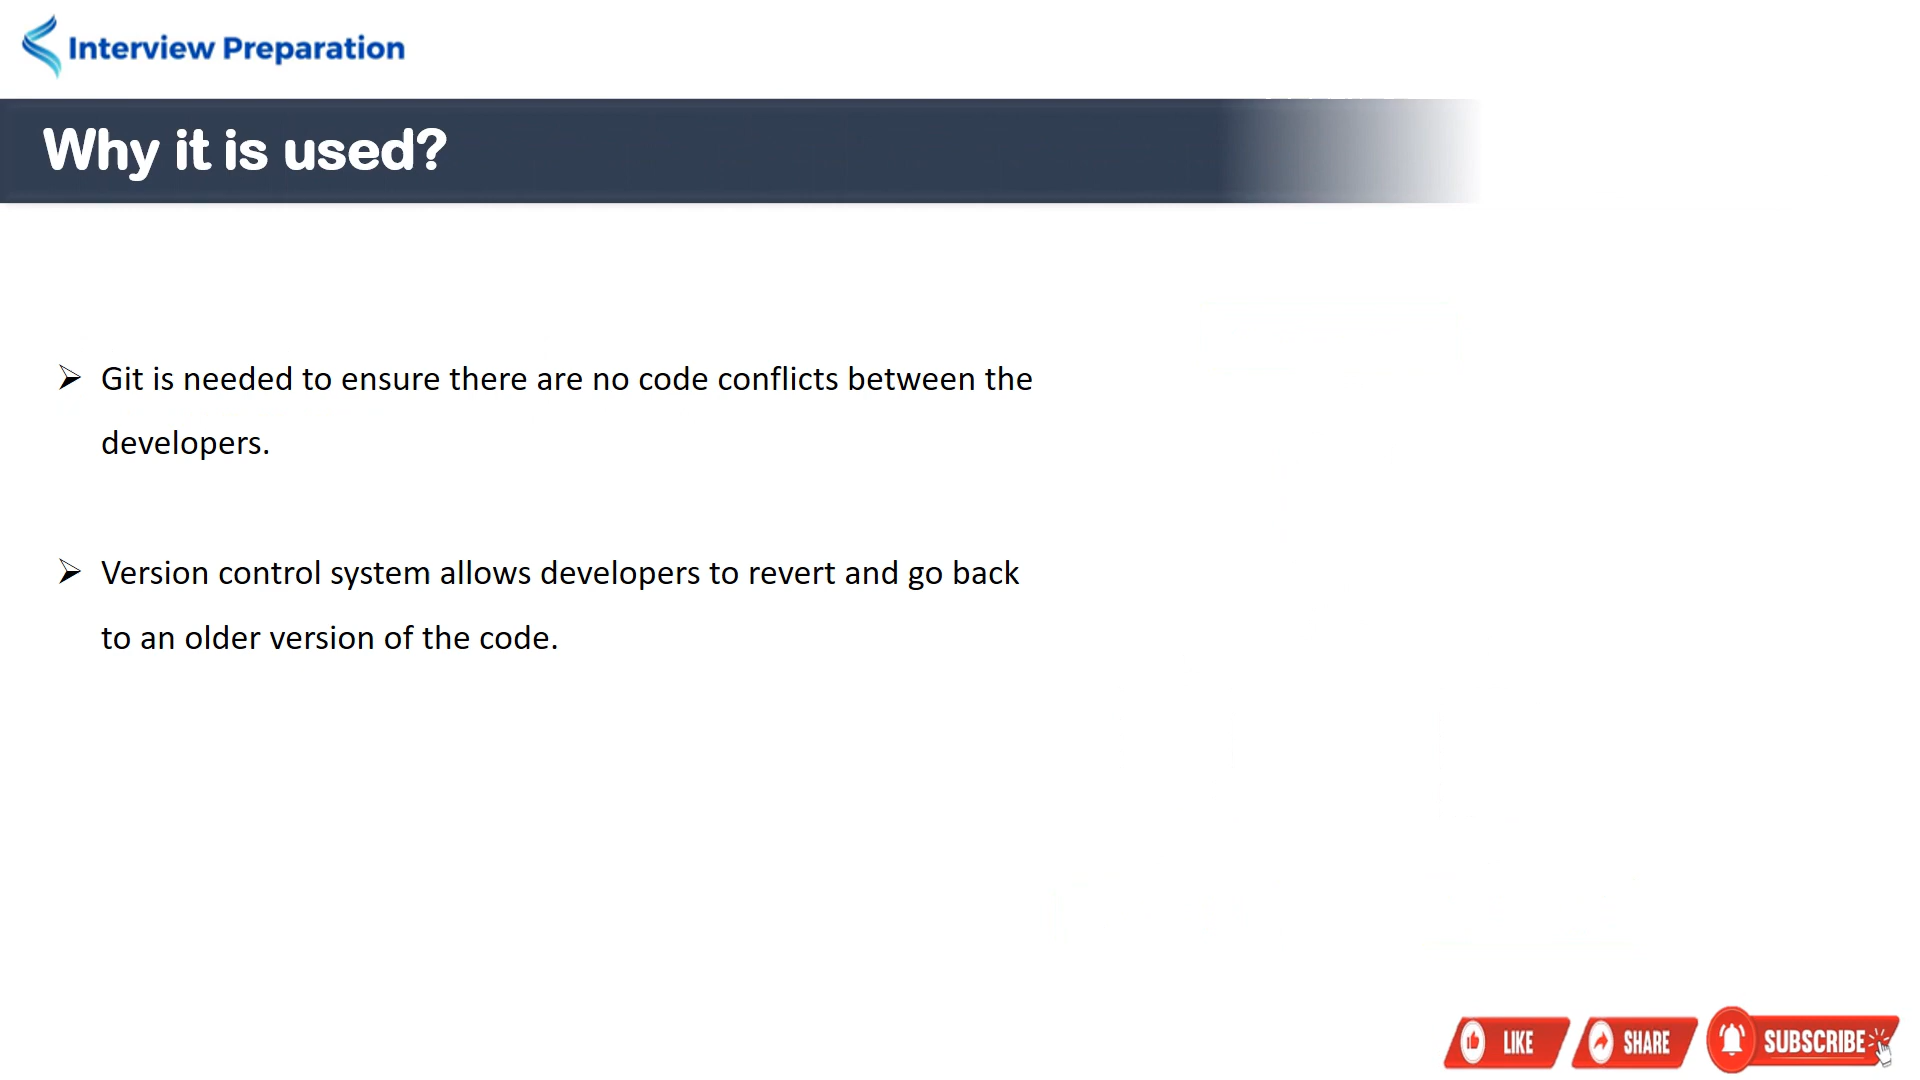 Interview Preparation
Why it is used?
➢ Git is needed to ensure there are no code conflicts between the
developers.
➢ Version control system allows developers to revert and go back
to an older version of the code.
LIKE SHARE SUBSCRIBE